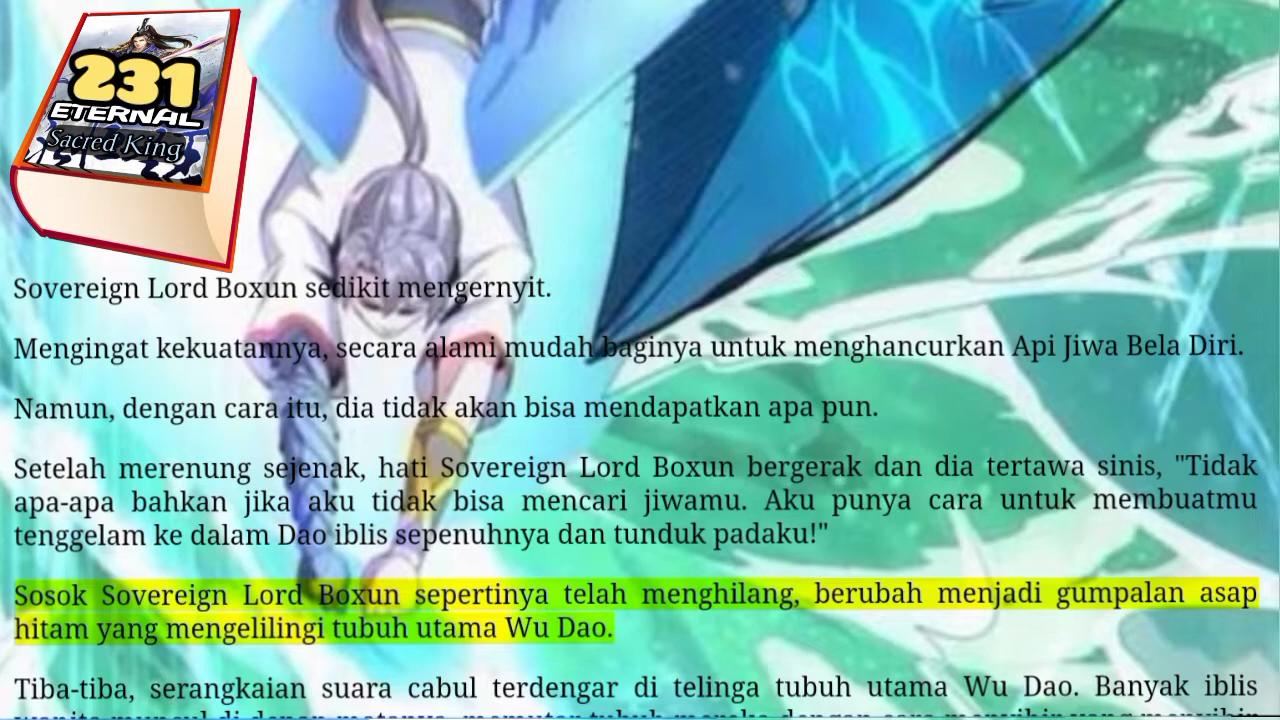 231
ETERNAL
Sacred King
Sovereign Lord Boxun sedikit mengernyit.
Mengingat kekuatannya, secara alami mudah baginya untuk menghancurkan Api Jiwa Bela Diri.
Namun, dengan cara itu, dia tidak akan bisa mendapatkan apa pun.
Setelah merenung sejenak, hati Sovereign Lord Boxun bergerak dan dia tertawa sinis, "Tidak
apa-apa bahkan jika aku tidak bisa mencari jiwamu. Aku punya cara untuk membuatmu
tenggelam ke dalam Dao iblis sepenuhnya dan tunduk padaku!"
Sosok Sovereign Lord Boxun sepertinya telah menghilang, berubah menjadi gumpalan asap
hitam yang mengelilingi tubuh utama Wu Dao.
Tiba-tiba, serangkaian suara cabul terdengar di telinga tubuh utama Wu Dao. Banyak iblis